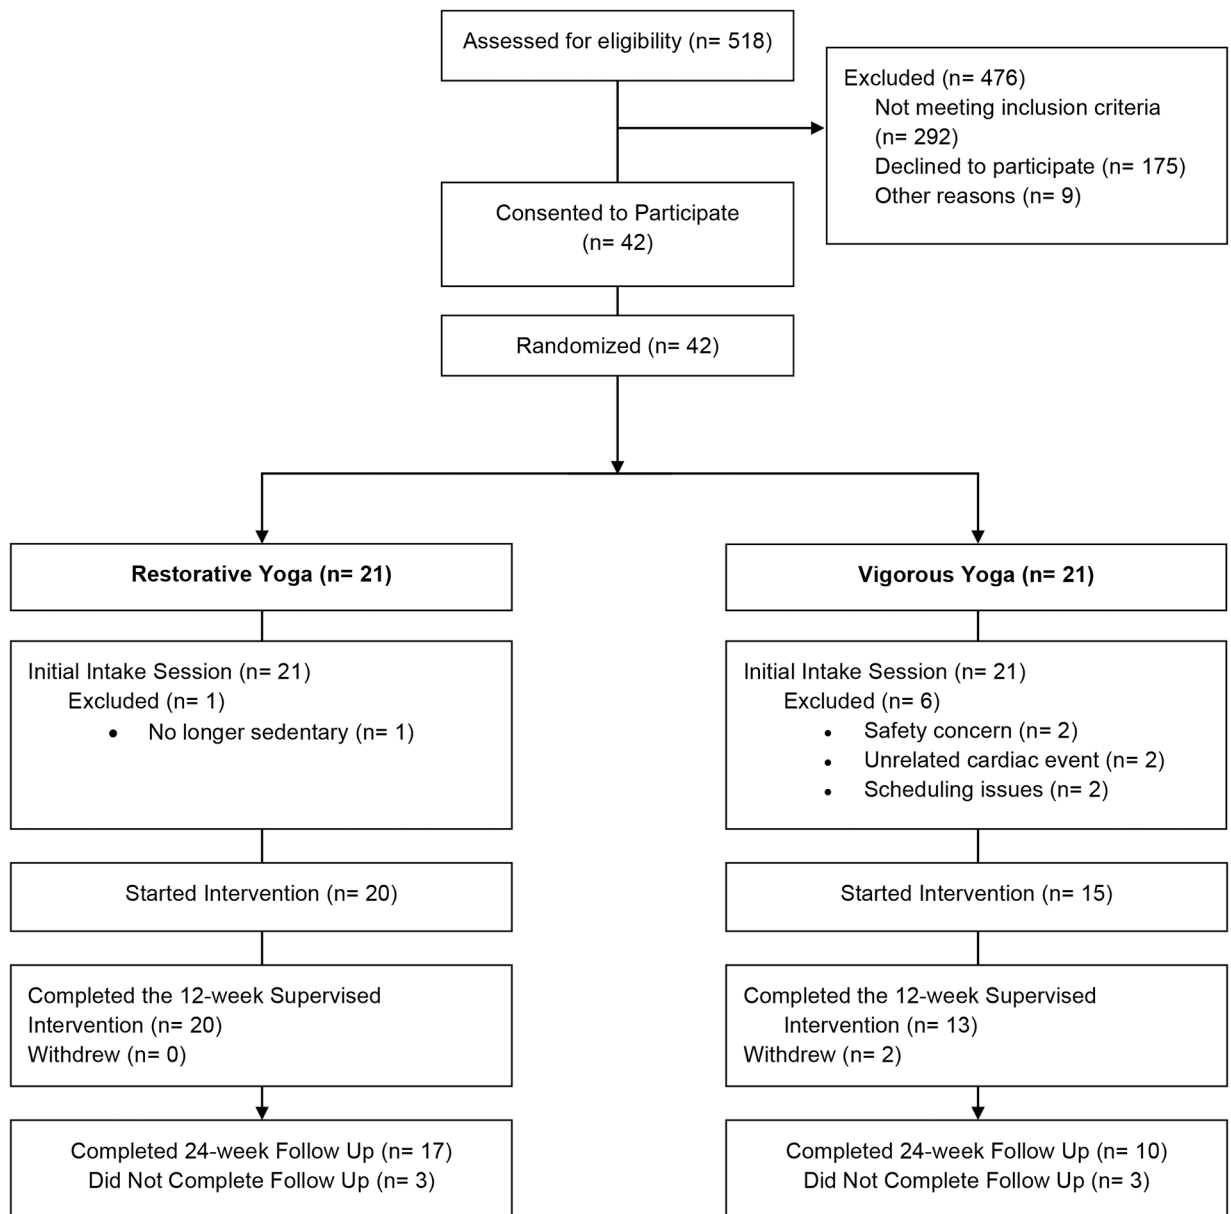 Assessed for eligibility (n= 518)
Excluded (n= 476)
Not meeting inclusion criteria
(n= 292)
Declined to participate (n= 175)
Other reasons (n= 9)
Consented to Participate
(n= 42)
Randomized (n= 42)
Restorative Yoga (n= 21)
Initial Intake Session (n= 21)
Excluded (n= 1)
• No longer sedentary (n= 1)
Started Intervention (n= 20)
Completed the 12-week Supervised
Intervention (n= 20)
Withdrew (n= 0)
Completed 24-week Follow Up (n= 17)
Did Not Complete Follow Up (n= 3)
Vigorous Yoga (n= 21)
Initial Intake Session (n= 21)
Excluded (n= 6)
• Safety concern (n= 2)
• Unrelated cardiac event (n= 2)
• Scheduling issues (n= 2)
Started Intervention (n= 15)
Completed the 12-week Supervised
Intervention (n= 13)
Withdrew (n= 2)
Completed 24-week Follow Up (n= 10)
Did Not Complete Follow Up (n= 3)